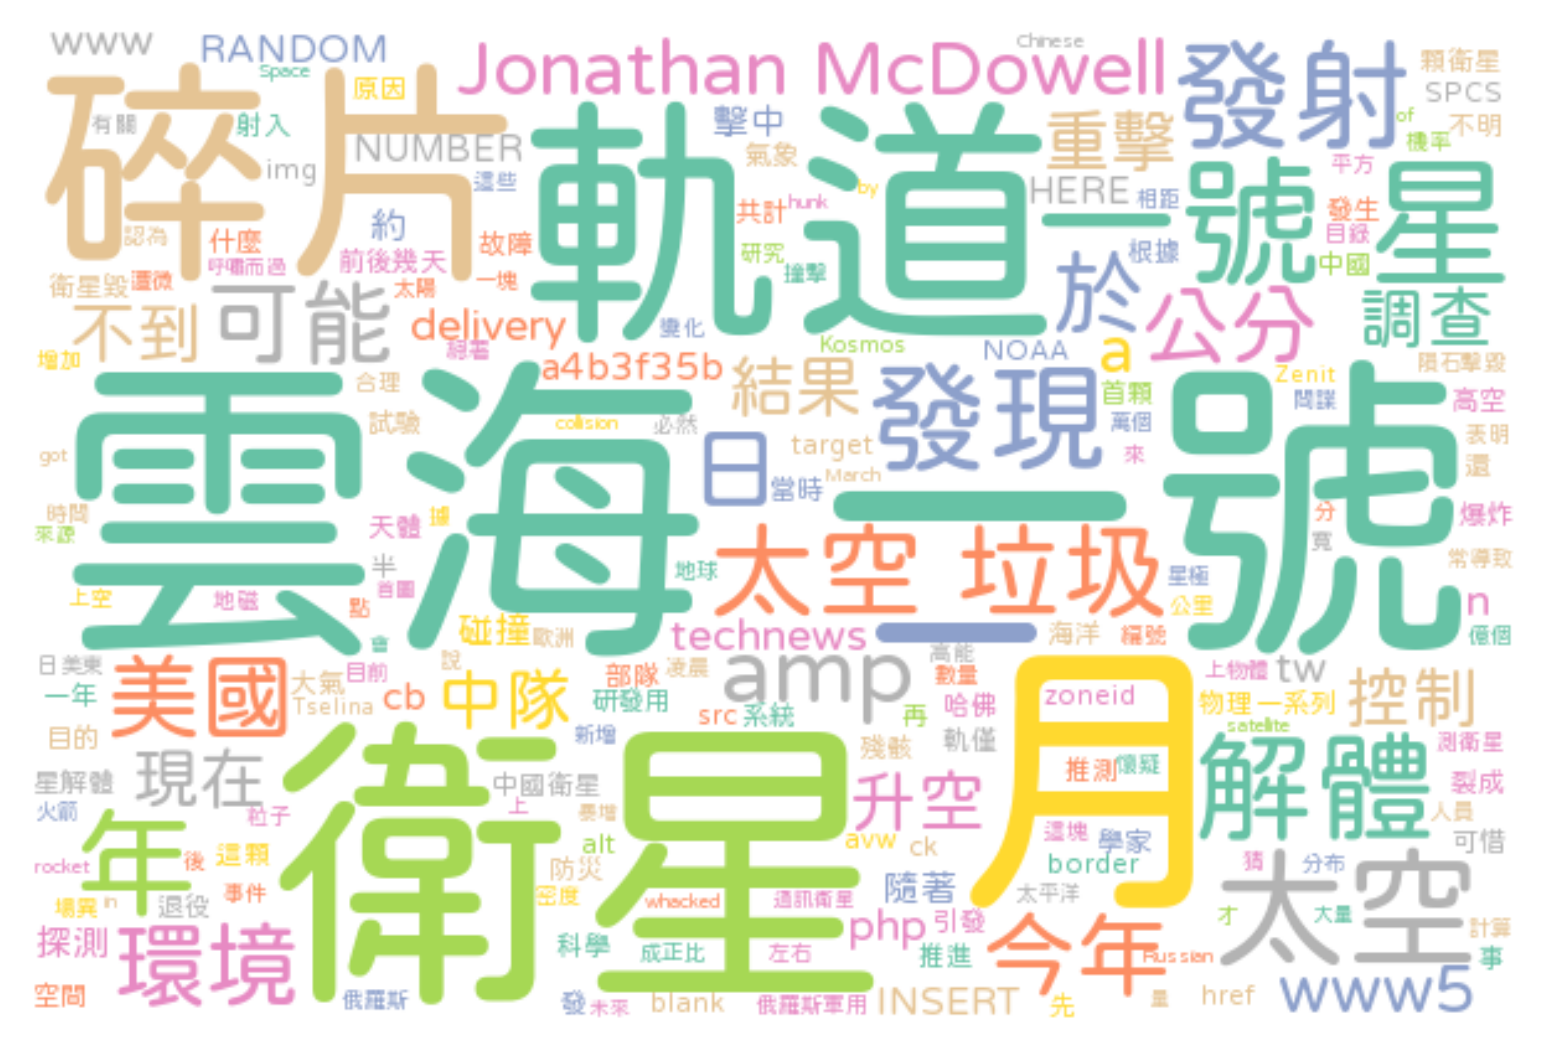 www
RANDOM
Space
原因
Jonathan McDowell
Chinese
發射
顆衛星
SPCS
of
不明
機率
碎片
有關
射入
img
NUMBER
這些
軌道
擊中
氣象
重擊
HERE
相距
平方
一號
星
認為
什麼
約
故障
共計
hunk
by
發生
目錄
呼嘯而過
前後幾天
研究
撞擊
根據
中國
衛星毀
遭微
太陽
一塊
於
不到
可能
delivery
變化
Kosmos
NOAA
a
公分
調查
增加
總署
a4b3f35b
結果
發現
首顆
Zenit
隕石擊毀
合理
間諜
高空
雲海
一號
試驗
collision
必然
日
target
March
當時
萬個
來
表明
還
got
時間
來源
天體
據
分
竟
爆炸
太空 垃圾
常導致
半
首圖
地球
星極
上空
地磁
點
會
碰撞
歐洲
technews
一
海洋
編號
公里
n
億個
日美東
一年
美國
大氣
Tselina
目前
cb
說
中隊
部隊
凌晨
研發用
amp
高能
數量
月
zoneid
上物體
tw
物理
一系列
控制
目的
src
系統
再
哈佛
satellite
現在
衛星
新增
殘骸
軌僅
推測
懷疑
解體
測衛星
星解體
中國衛星
升空
裂成
火箭
粒子
上
暴增
人員
年
alt
avw
ck
這塊
學家
可借
rocket
後
這顆
防災
border
猜
分布
太空
場異
in
退役
事件
密度
whacked
通訊衛星
隨著
太平洋
才
大量
計算
探測
環境
科學
成正比
左右
php
引發
推進
今年
Russian
事
空間
俄羅斯
發
未來
blank
俄羅斯軍用
INSERT
先
量
href
www5